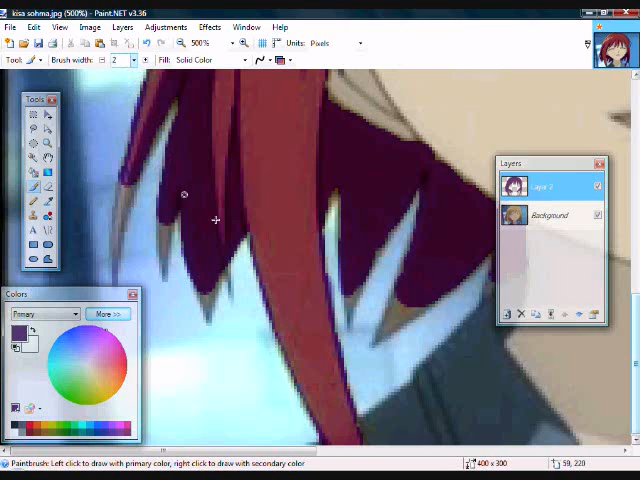 kisa sohma.jpg (500%) - Paint.NET v3.36
File Edit View Image Layers Adjustments Effects Window Help
500% Units: Pixels
Tool: Brush width: 2 Fill: Solid Color
Tools
Layers
Background
Colors
Primary More >>
Paintbrush: Left click to draw with primary color, right click to draw with secondary color 400 x 300 59, 220